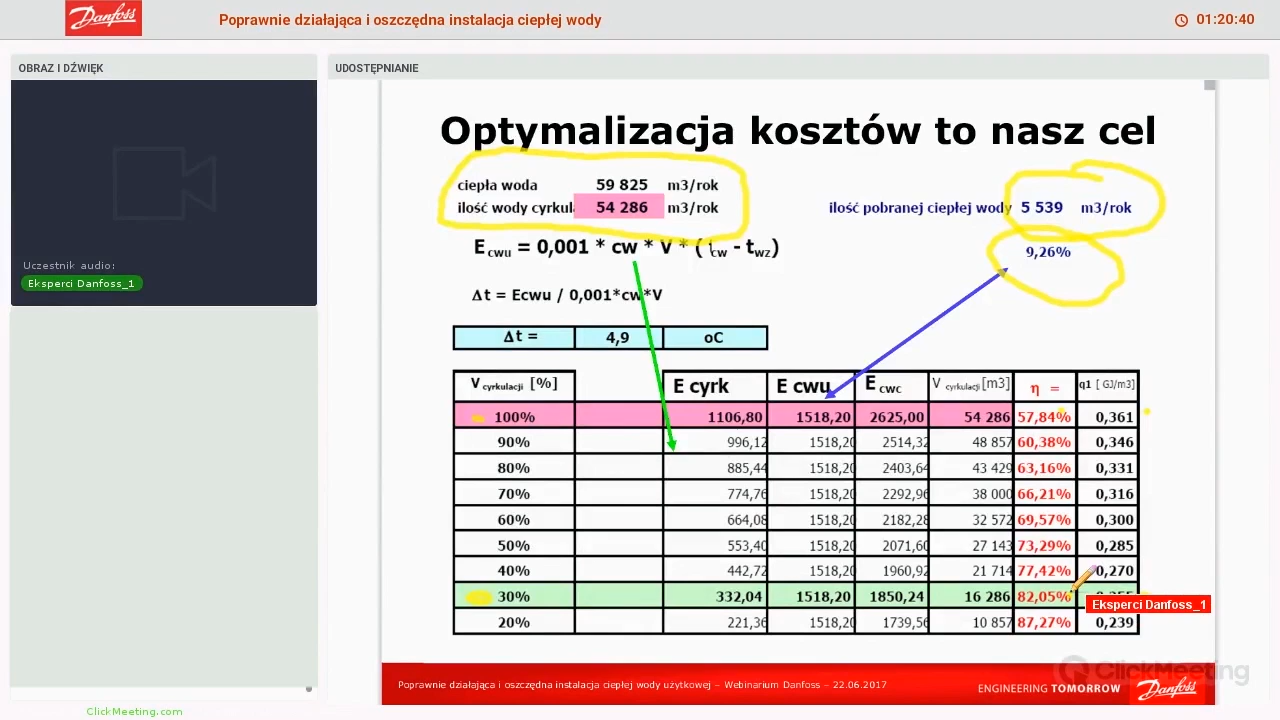 Danfoss
Poprawnie działająca i oszczędna instalacja ciepłej wody
01:20:40
OBRAZ I DŹWIĘK
UDOSTĘPNIANIE
Uczestnik audio:
Eksperci Danfoss_1
Optymalizacja kosztów to nasz cel
ciepła woda 59 825 m3/rok
ilość wody cyrkul 54 286 m3/rok
ilość pobranej ciepłej wody 5 539 m3/rok
9,26%
E cwu = 0,001 * cw * V * ( tcw - twz)
Δt = Ecwu / 0,001*cw*V
Δt = 4,9 oC
V cyrkulacji [%] E cyrk E cwu E cwc V cyrkulacji[m3] η = q1 [ GJ/m3]
100% 1106,80 1518,20 2625,00 54 286 57,84% 0,361
90% 996,12 1518,20 2514,32 48 857 60,38% 0,346
80% 885,44 1518,20 2403,64 43 429 63,16% 0,331
70% 774,76 1518,20 2292,96 38 000 66,21% 0,316
60% 664,08 1518,20 2182,28 32 572 69,57% 0,300
50% 553,40 1518,20 2071,60 27 143 73,29% 0,285
40% 442,72 1518,20 1960,92 21 714 77,42% 0,270
30% 332,04 1518,20 1850,24 16 286 82,05%
Eksperci Danfoss_1
20% 221,36 1518,20 1739,56 10 857 87,27% 0,239
ClickMeeting
Poprawnie działająca i oszczędna instalacja ciepłej wody użytkowej – Webinarium Danfoss – 22.06.2017
ENGINEERING TOMORROW
Danfoss
ClickMeeting.com